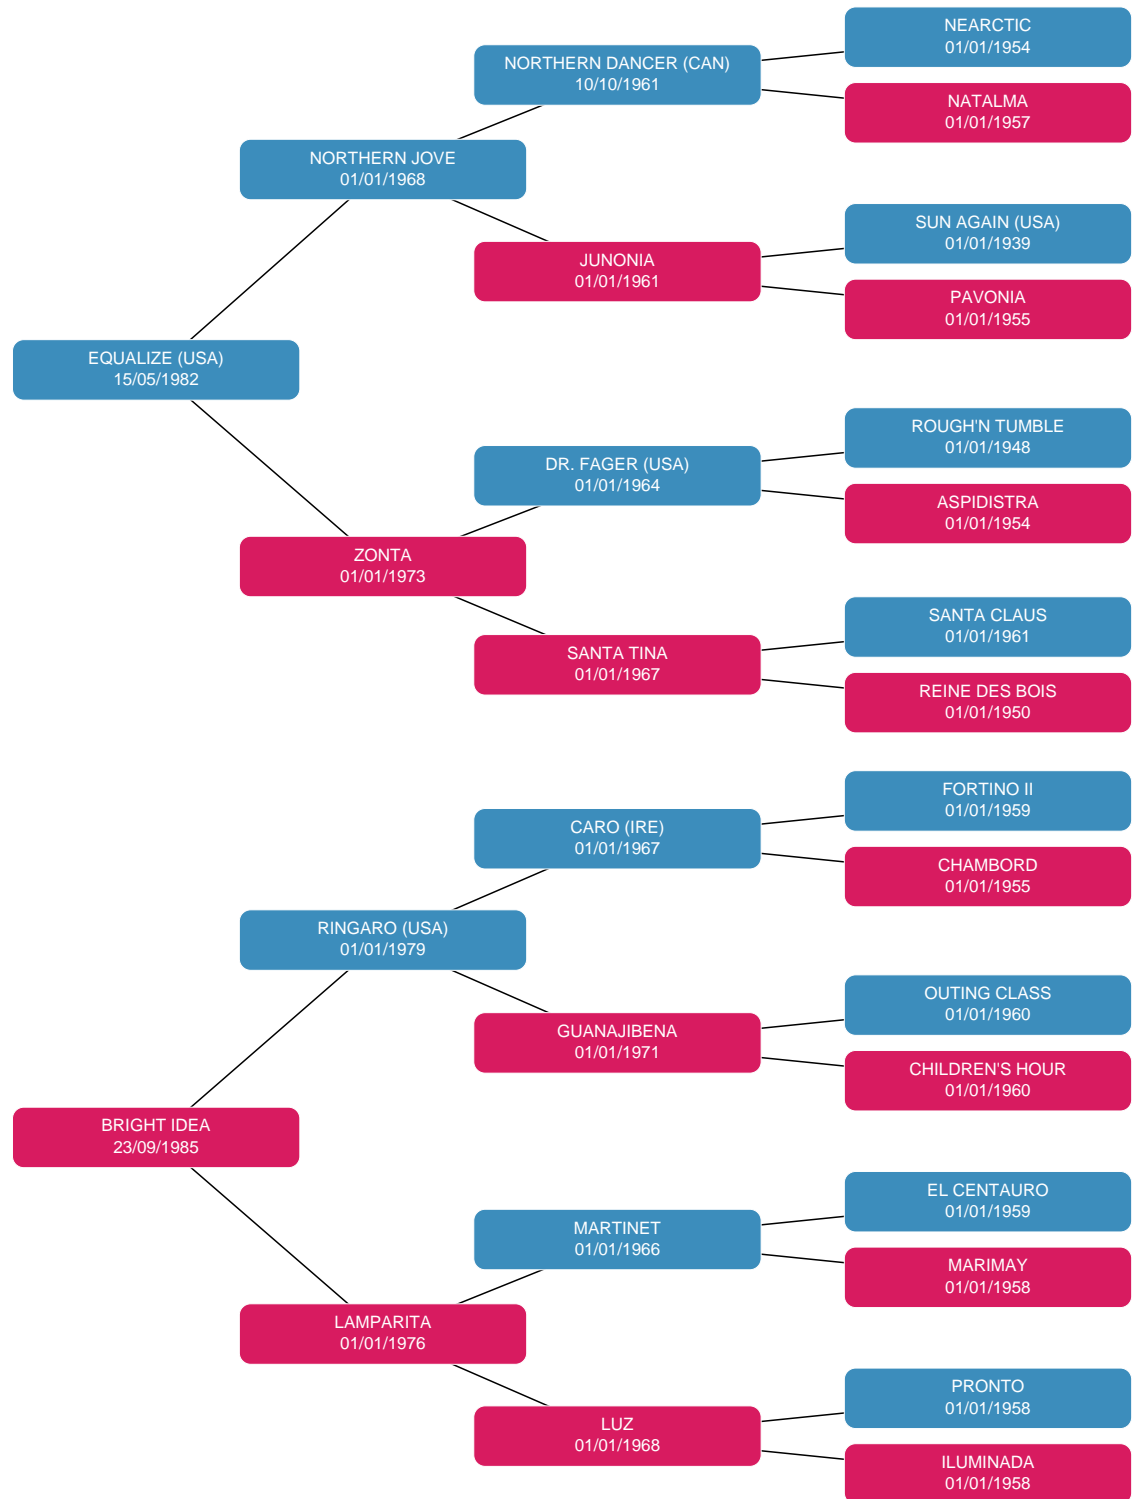 NEARCTIC
01/01/1954
NORTHERN DANCER (CAN)
10/10/1961
NATALMA
01/01/1957
NORTHERN JOVE
01/01/1968
SUN AGAIN (USA)
01/01/1939
JUNONIA
01/01/1961
PAVONIA
01/01/1955
EQUALIZE (USA)
15/05/1982
ROUGH'N TUMBLE
01/01/1948
DR. FAGER (USA)
01/01/1964
ASPIDISTRA
01/01/1954
ZONTA
01/01/1973
SANTA CLAUS
01/01/1961
SANTA TINA
01/01/1967
REINE DES BOIS
01/01/1950
FORTINO II
01/01/1959
CARO (IRE)
01/01/1967
CHAMBORD
01/01/1955
RINGARO (USA)
01/01/1979
OUTING CLASS
01/01/1960
GUANAJIBENA
01/01/1971
CHILDREN'S HOUR
01/01/1960
BRIGHT IDEA
23/09/1985
EL CENTAURO
01/01/1959
MARTINET
01/01/1966
MARIMAY
01/01/1958
LAMPARITA
01/01/1976
PRONTO
01/01/1958
LUZ
01/01/1968
ILUMINADA
01/01/1958